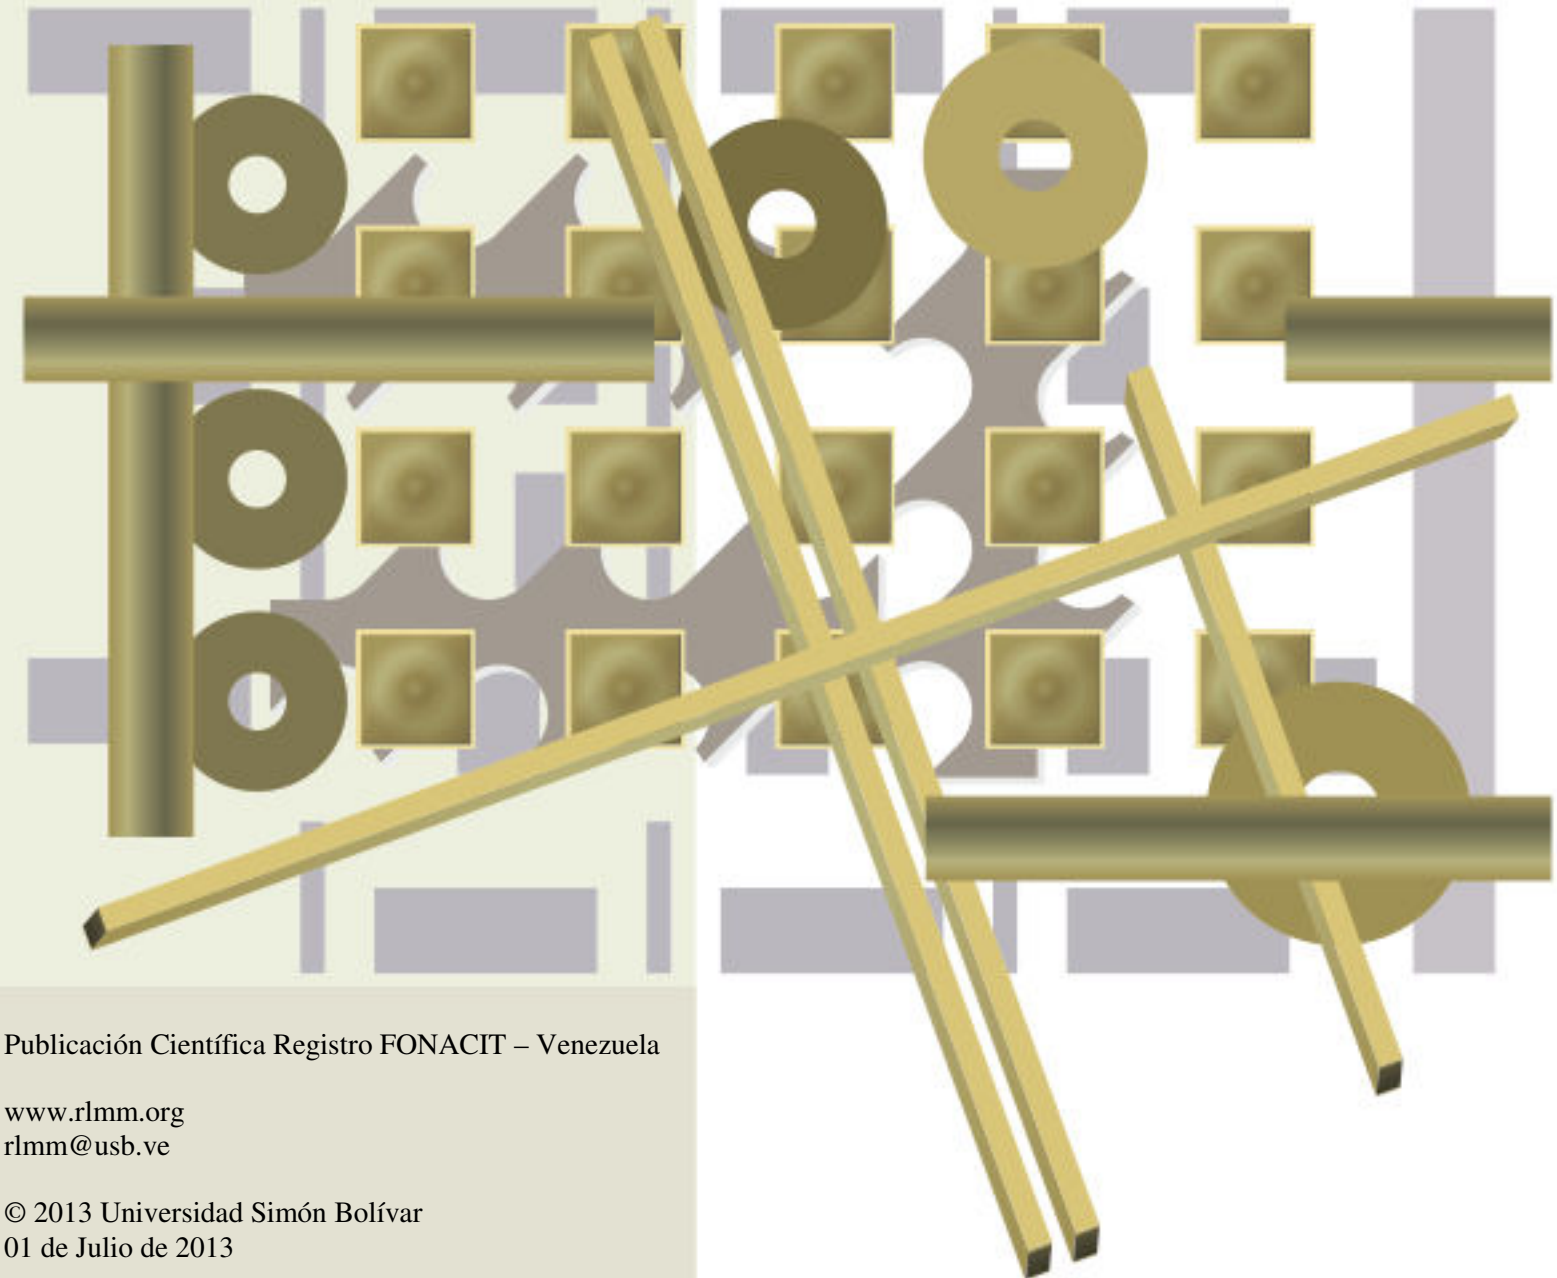 Publicación Científica Registro FONACIT – Venezuela
www.rlmm.org
rlmm@usb.ve
© 2013 Universidad Simón Bolívar
01 de Julio de 2013